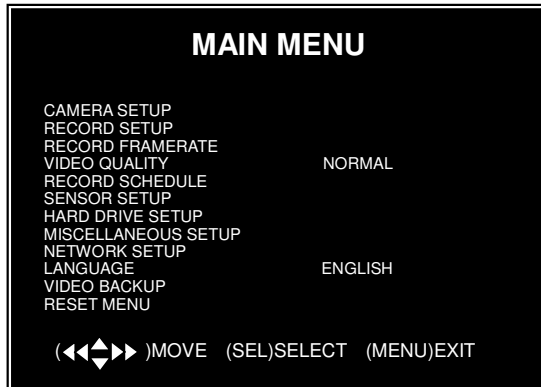 MAIN MENU
CAMERA SETUP
RECORD SETUP
RECORD FRAMERATE
VIDEO QUALITY NORMAL
RECORD SCHEDULE
SENSOR SETUP
HARD DRIVE SETUP
MISCELLANEOUS SETUP
NETWORK SETUP
LANGUAGE ENGLISH
VIDEO BACKUP
RESET MENU
( )MOVE (SEL)SELECT (MENU)EXIT